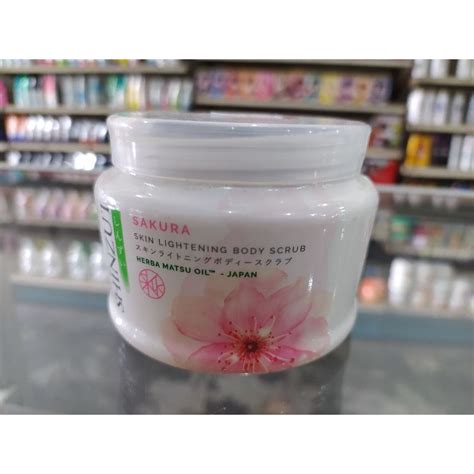 SHINZU'I
SAKURA
SKIN LIGHTENING BODY SCRUB
スキンライトニングボディースクラブ
HERBA MATSU OIL™ - JAPAN